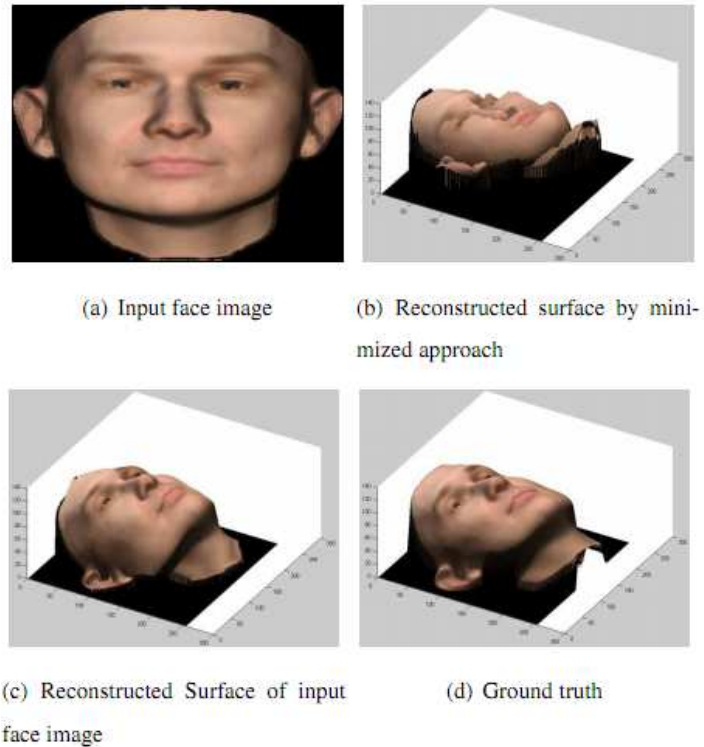 (a) Input face image
(b) Reconstructed surface by mini-
mized approach
(c) Reconstructed Surface of input
face image
(d) Ground truth